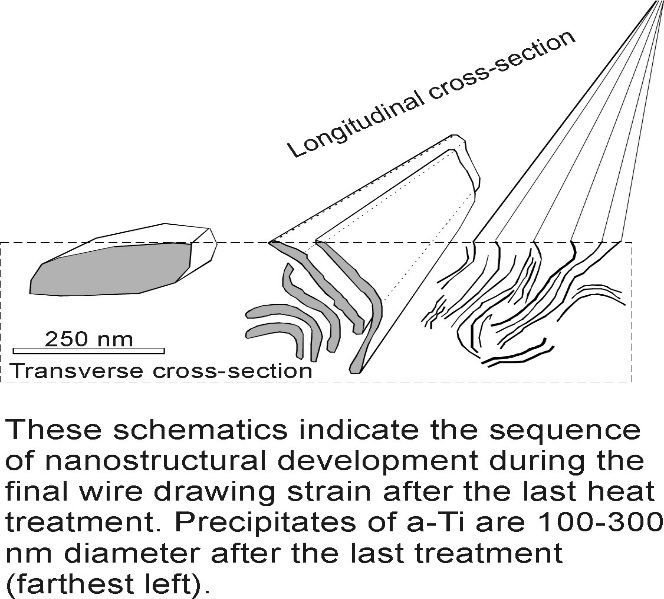 Longitudinal cross-section
250 nm
Transverse cross-section
These schematics indicate the sequence
of nanostructural development during the
final wire drawing strain after the last heat
treatment. Precipitates of a-Ti are 100-300
nm diameter after the last treatment
(farthest left).